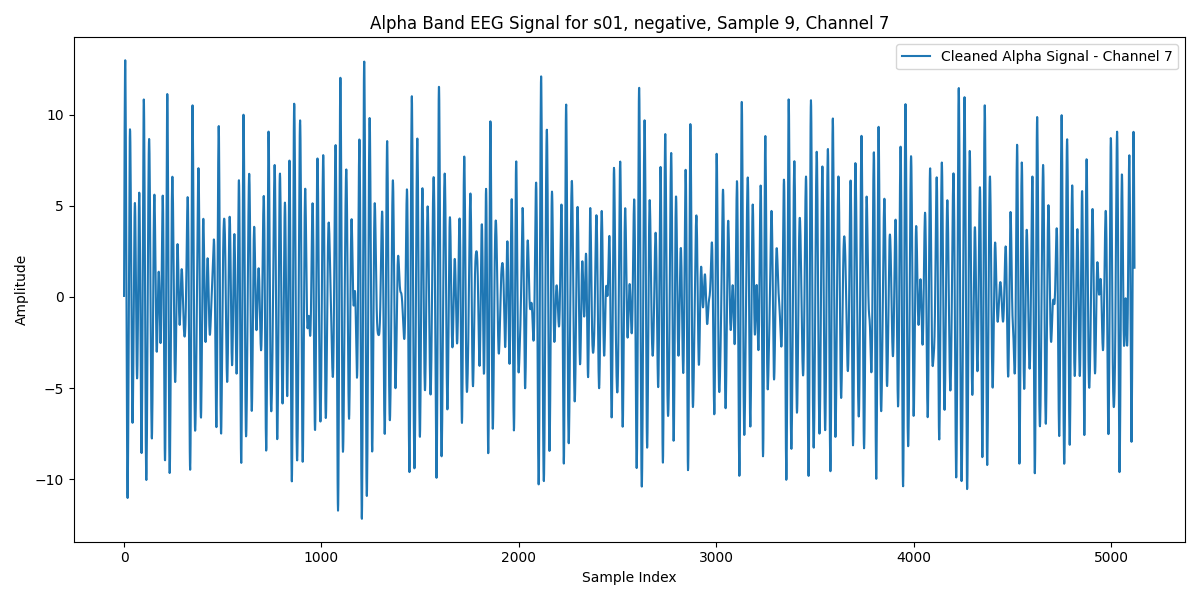 Alpha Band EEG Signal for s01, negative, Sample 9, Channel 7
Cleaned Alpha Signal - Channel 7
10
5
0
−5
−10
Amplitude
0 1000 2000 3000 4000 5000
Sample Index